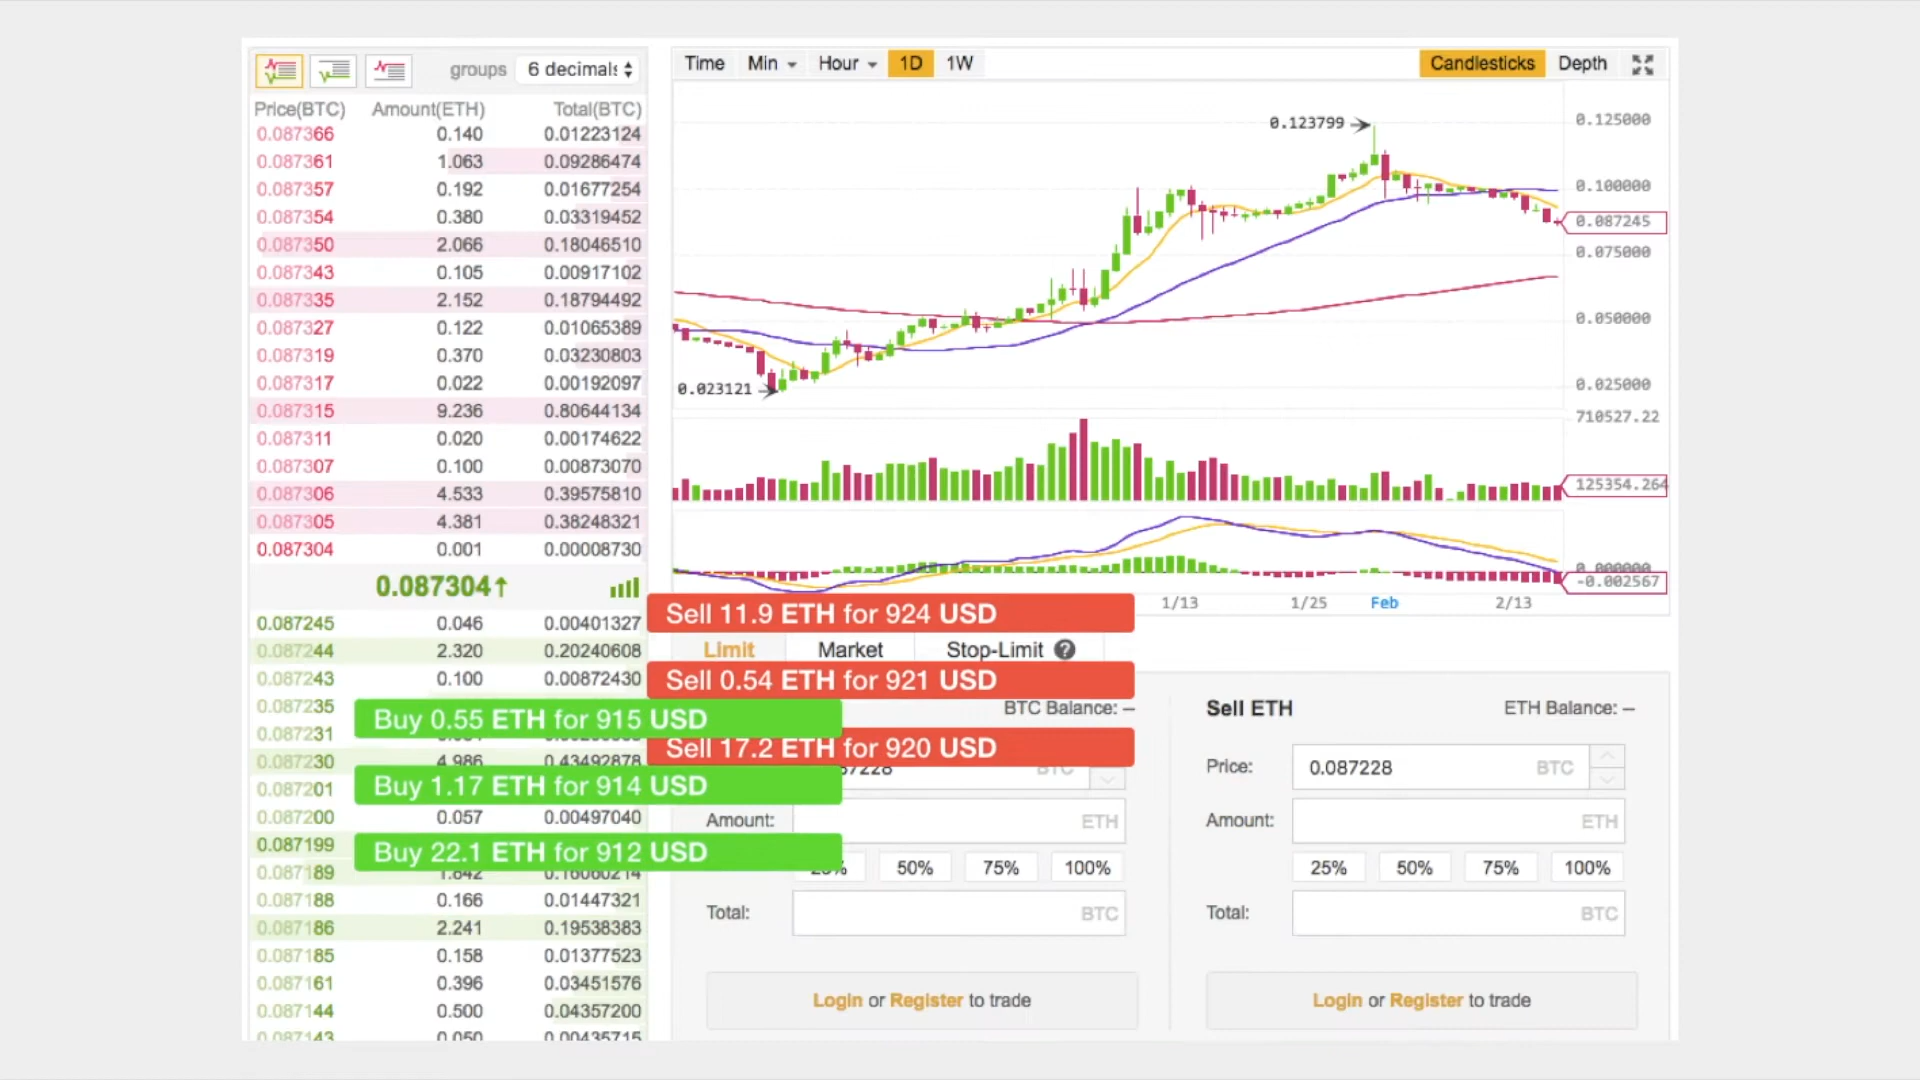 groups 6 decimals
Price(BTC) Amount(ETH) Total(BTC)
0.087366 0.140 0.01223124
0.087361 1.063 0.09286474
0.087357 0.192 0.01677254
0.087354 0.380 0.03319452
0.087350 2.066 0.18046510
0.087343 0.105 0.00917102
0.087335 2.152 0.18794492
0.087327 0.122 0.01065389
0.087319 0.370 0.03230803
0.087317 0.022 0.00192097
0.087315 9.236 0.80644134
0.087311 0.020 0.00174622
0.087307 0.100 0.00873070
0.087306 4.533 0.39575810
0.087305 4.381 0.38248321
0.087304 0.001 0.00008730
0.087304↑
0.087245 0.046 0.00401327
0.087244 2.320 0.20240608
0.087243 0.100 0.00872430
0.087235
0.087231
0.087230 4.986 0.43492878
0.087201
0.087200 0.057 0.00497040
0.087199
0.087189 1.842 0.16060214
0.087188 0.166 0.01447321
0.087186 2.241 0.19538383
0.087185 0.158 0.01377523
0.087161 0.396 0.03451576
0.087144 0.500 0.04357200
0.087143 0.050 0.00435715
Time Min Hour 1D 1W Candlesticks Depth
0.123799
0.023121
0.125000
0.100000
0.087245
0.075000
0.050000
0.025000
710527.22
125354.264
0.000000
-0.002567
1/13 1/25 Feb 2/13
Sell 11.9 ETH for 924 USD
Limit Market Stop-Limit ?
Sell 0.54 ETH for 921 USD
Buy 0.55 ETH for 915 USD
Sell 17.2 ETH for 920 USD
Buy 1.17 ETH for 914 USD
Buy 22.1 ETH for 912 USD
BTC Balance: –
BTC
Amount: ETH
25% 50% 75% 100%
Total: BTC
Login or Register to trade
Sell ETH ETH Balance: –
Price: 0.087228 BTC
Amount: ETH
25% 50% 75% 100%
Total: BTC
Login or Register to trade